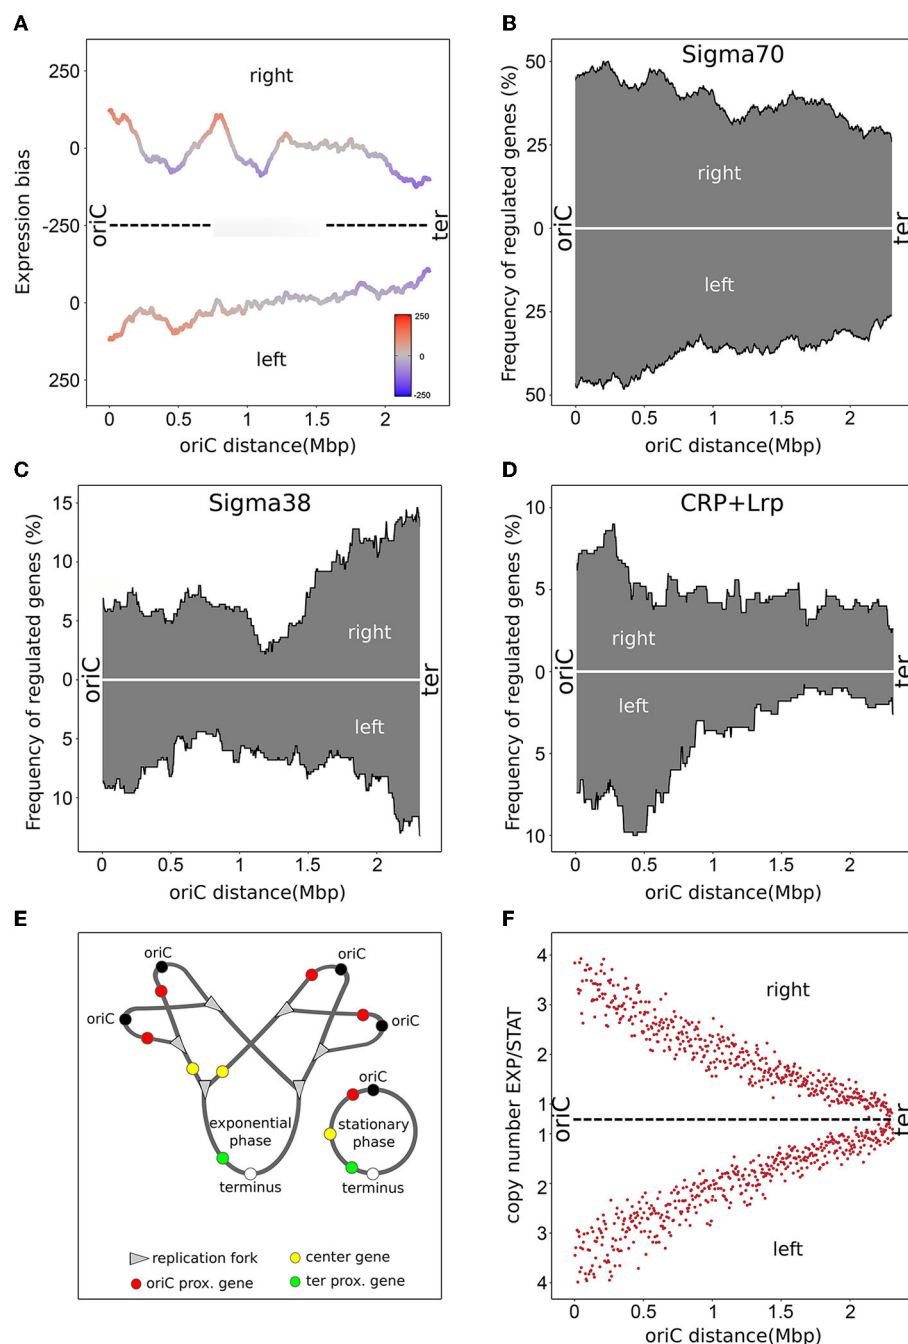 A
250
0
-250
0
250
Expression bias
right
left
oriC
ter
250
0
-250
0
0.5
1
1.5
2
oriC distance(Mbp)
B
Sigma70
50
25
0
25
50
Frequency of regulated genes (%)
right
left
oriC
ter
0
0.5
1
1.5
2
oriC distance(Mbp)
C
Sigma38
15
10
5
0
5
10
Frequency of regulated genes (%)
right
left
oriC
ter
0
0.5
1
1.5
2
oriC distance(Mbp)
D
CRP+Lrp
10
5
0
5
10
Frequency of regulated genes (%)
right
left
oriC
ter
0
0.5
1
1.5
2
oriC distance(Mbp)
E
oriC
oriC
oriC
oriC
exponential
phase
terminus
oriC
stationary
phase
terminus
replication fork
center gene
oriC prox. gene
ter prox. gene
F
4
3
2
1
1
2
3
4
copy number EXP/STAT
right
left
oriC
ter
0
0.5
1
1.5
2
oriC distance(Mbp)